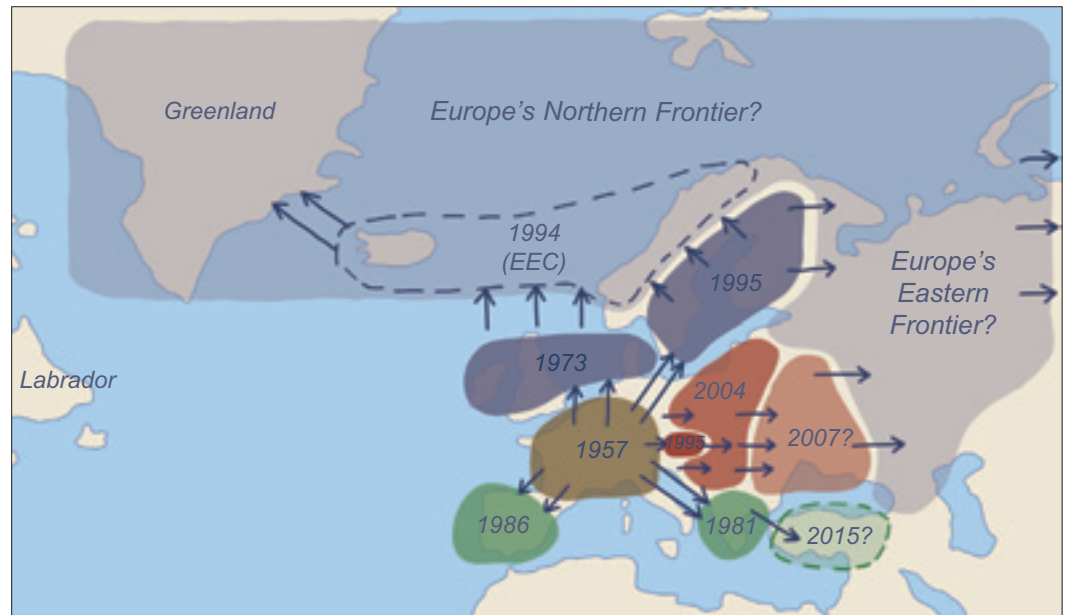 Greenland
Europe's Northern Frontier?
1994
(EEC)
Europe's
Eastern
Frontier?
1995
1973
Labrador
2004
1957
1995
2007?
1986
1981
2015?